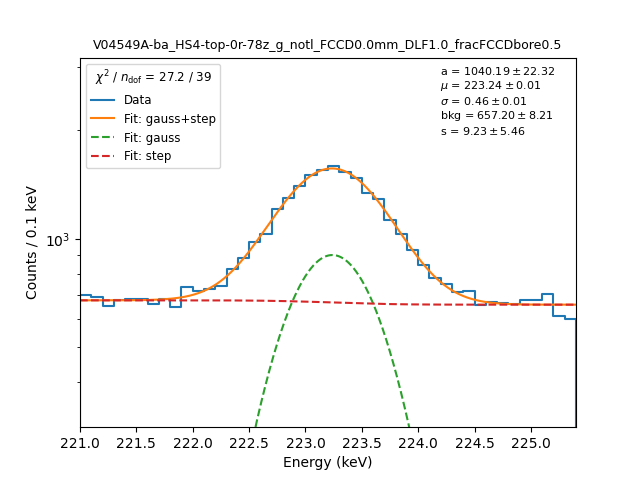 V04549A-ba_HS4-top-0r-78z_g_notl_FCCD0.0mm_DLF1.0_fracFCCDbore0.5
χ² / n_dof = 27.2 / 39
Data
Fit: gauss+step
Fit: gauss
Fit: step
a = 1040.19 ± 22.32
μ = 223.24 ± 0.01
σ = 0.46 ± 0.01
bkg = 657.20 ± 8.21
s = 9.23 ± 5.46
Counts / 0.1 keV
10³
221.0 221.5 222.0 222.5 223.0 223.5 224.0 224.5 225.0
Energy (keV)